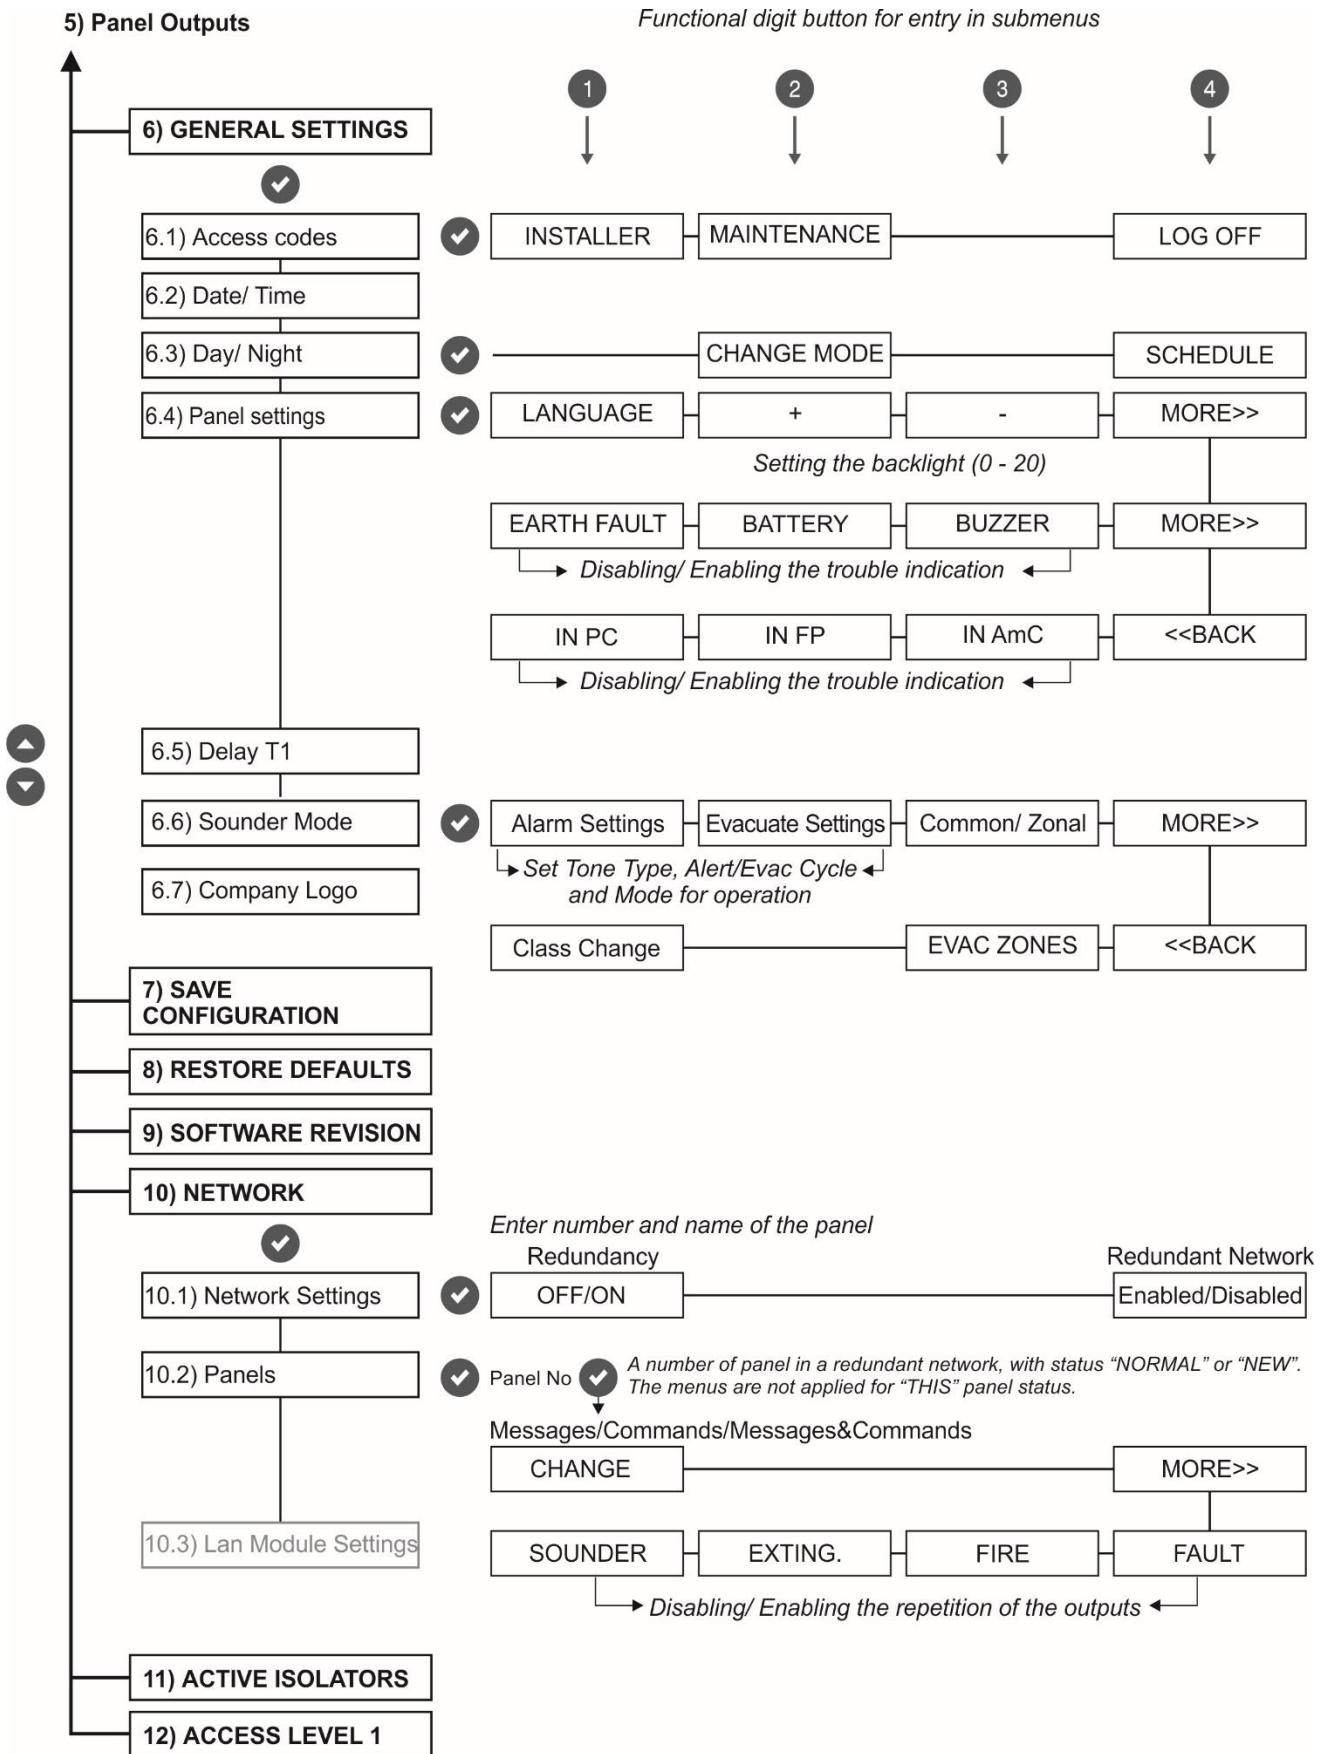 5) Panel Outputs
Functional digit button for entry in submenus
1
2
3
4
6) GENERAL SETTINGS
6.1) Access codes
INSTALLER
MAINTENANCE
LOG OFF
6.2) Date/ Time
6.3) Day/ Night
CHANGE MODE
SCHEDULE
6.4) Panel settings
LANGUAGE
+
-
MORE>>
Setting the backlight (0 - 20)
EARTH FAULT
BATTERY
BUZZER
MORE>>
Disabling/ Enabling the trouble indication
IN PC
IN FP
IN AmC
<<BACK
Disabling/ Enabling the trouble indication
6.5) Delay T1
6.6) Sounder Mode
Alarm Settings
Evacuate Settings
Common/ Zonal
MORE>>
Set Tone Type, Alert/Evac Cycle
and Mode for operation
6.7) Company Logo
Class Change
EVAC ZONES
<<BACK
7) SAVE
CONFIGURATION
8) RESTORE DEFAULTS
9) SOFTWARE REVISION
10) NETWORK
Enter number and name of the panel
Redundancy
Redundant Network
10.1) Network Settings
OFF/ON
Enabled/Disabled
10.2) Panels
Panel No
A number of panel in a redundant network, with status “NORMAL” or “NEW”.
The menus are not applied for “THIS” panel status.
Messages/Commands/Messages&Commands
CHANGE
MORE>>
10.3) Lan Module Settings
SOUNDER
EXTING.
FIRE
FAULT
Disabling/ Enabling the repetition of the outputs
11) ACTIVE ISOLATORS
12) ACCESS LEVEL 1